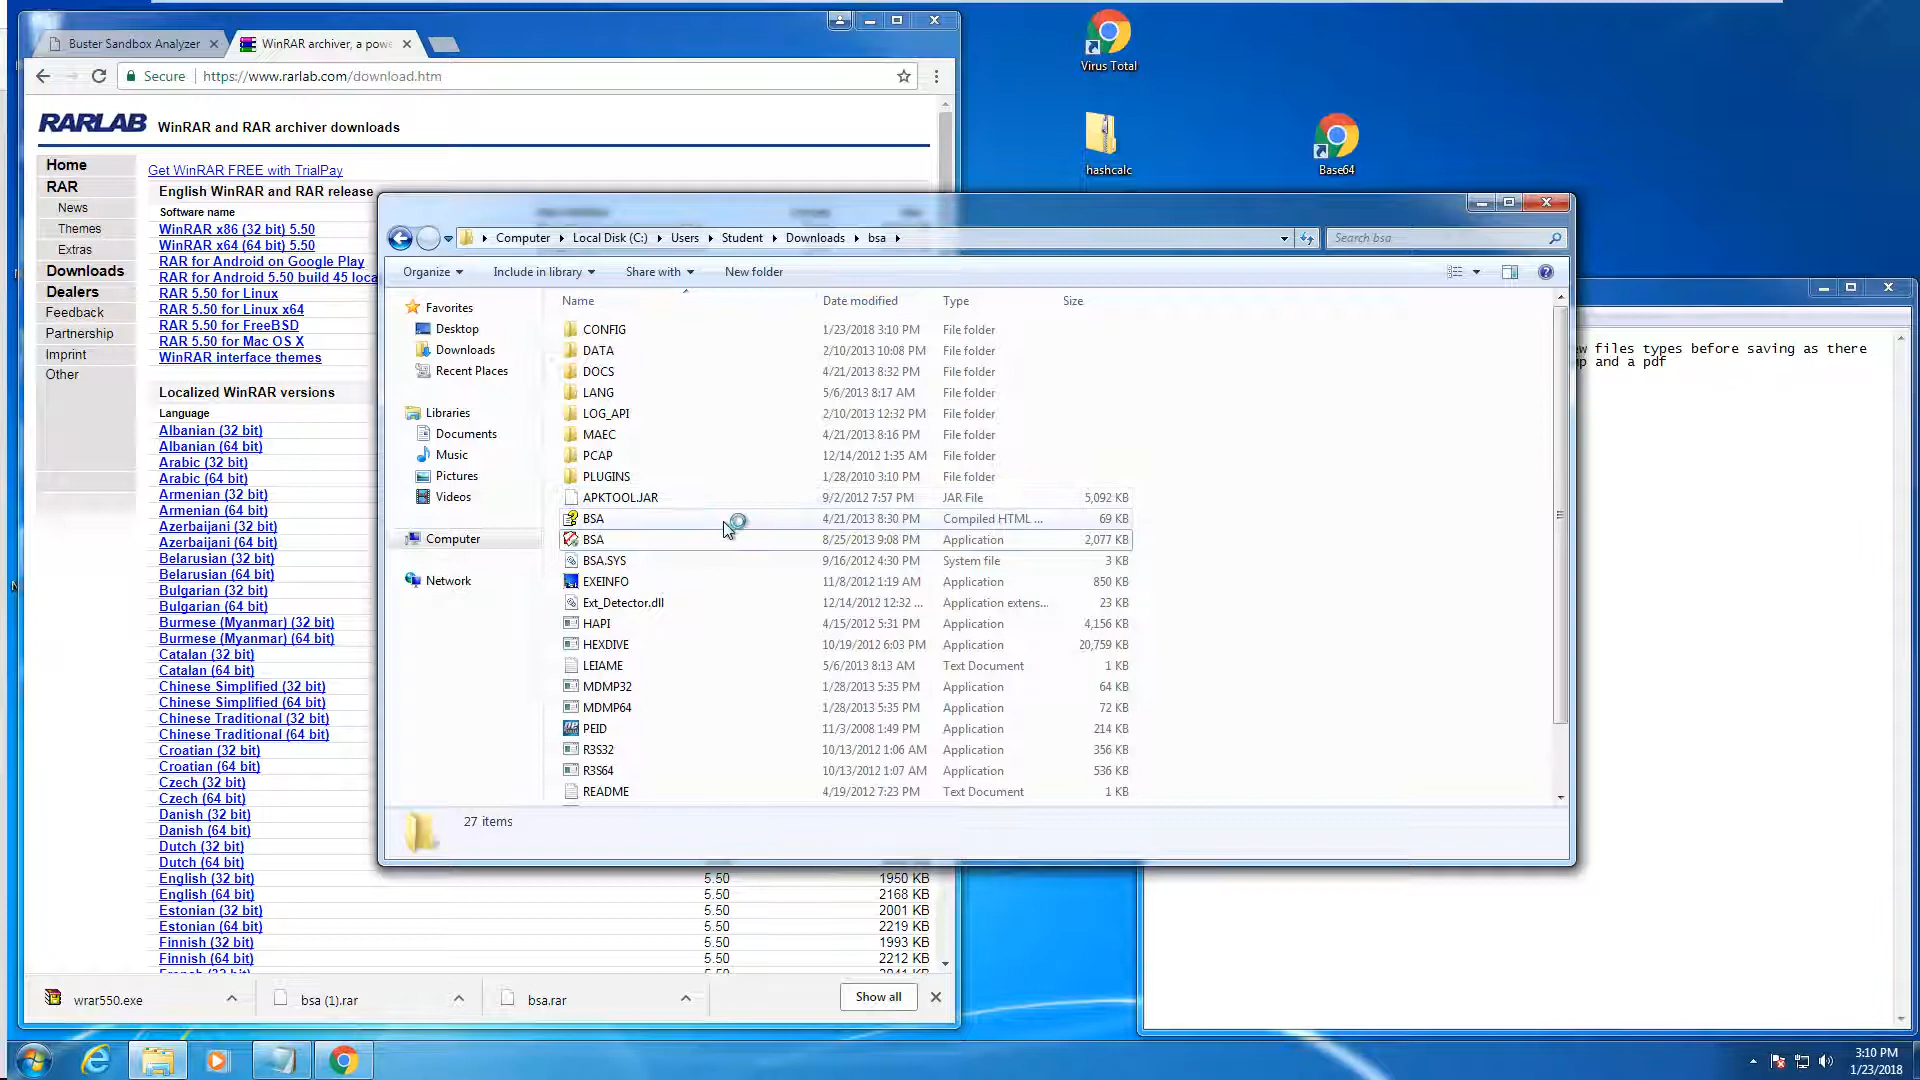 Buster Sandbox Analyzer
WinRAR archiver, a powe
Secure
https://www.rarlab.com/download.htm
RARLAB WinRAR and RAR archiver downloads
Home
RAR
News
Themes
Extras
Downloads
Dealers
Feedback
Partnership
Imprint
Other
Get WinRAR FREE with TrialPay
English WinRAR and RAR release
Software name
WinRAR x86 (32 bit) 5.50
WinRAR x64 (64 bit) 5.50
RAR for Android on Google Play
RAR for Android 5.50 build 45 loca
RAR 5.50 for Linux
RAR 5.50 for Linux x64
RAR 5.50 for FreeBSD
RAR 5.50 for Mac OS X
WinRAR interface themes
Localized WinRAR versions
Language
Albanian (32 bit)
Albanian (64 bit)
Arabic (32 bit)
Arabic (64 bit)
Armenian (32 bit)
Armenian (64 bit)
Azerbaijani (32 bit)
Azerbaijani (64 bit)
Belarusian (32 bit)
Belarusian (64 bit)
Bulgarian (32 bit)
Bulgarian (64 bit)
Burmese (Myanmar) (32 bit)
Burmese (Myanmar) (64 bit)
Catalan (32 bit)
Catalan (64 bit)
Chinese Simplified (32 bit)
Chinese Simplified (64 bit)
Chinese Traditional (32 bit)
Chinese Traditional (64 bit)
Croatian (32 bit)
Croatian (64 bit)
Czech (32 bit)
Czech (64 bit)
Danish (32 bit)
Danish (64 bit)
Dutch (32 bit)
Dutch (64 bit)
English (32 bit) 5.50 1950 KB
English (64 bit) 5.50 2168 KB
Estonian (32 bit) 5.50 2001 KB
Estonian (64 bit) 5.50 2219 KB
Finnish (32 bit) 5.50 1993 KB
Finnish (64 bit) 5.50 2212 KB
wrar550.exe
bsa (1).rar
bsa.rar
Show all
Virus Total
hashcalc
Base64
Computer Local Disk (C:) Users Student Downloads bsa
Search bsa
Organize Include in library Share with New folder
Favorites
Desktop
Downloads
Recent Places
Libraries
Documents
Music
Pictures
Videos
Computer
Network
Name Date modified Type Size
CONFIG 1/23/2018 3:10 PM File folder
DATA 2/10/2013 10:08 PM File folder
DOCS 4/21/2013 8:32 PM File folder
LANG 5/6/2013 8:17 AM File folder
LOG_API 2/10/2013 12:32 PM File folder
MAEC 4/21/2013 8:16 PM File folder
PCAP 12/14/2012 1:35 AM File folder
PLUGINS 1/28/2010 3:10 PM File folder
APKTOOL.JAR 9/2/2012 7:57 PM JAR File 5,092 KB
BSA 4/21/2013 8:30 PM Compiled HTML ... 69 KB
BSA 8/25/2013 9:08 PM Application 2,077 KB
BSA.SYS 9/16/2012 4:30 PM System file 3 KB
EXEINFO 11/8/2012 1:19 AM Application 850 KB
Ext_Detector.dll 12/14/2012 12:32 ... Application extens... 23 KB
HAPI 4/15/2012 5:31 PM Application 4,156 KB
HEXDIVE 10/19/2012 6:03 PM Application 20,759 KB
LEIAME 5/6/2013 8:13 AM Text Document 1 KB
MDMP32 1/28/2013 5:35 PM Application 64 KB
MDMP64 1/28/2013 5:35 PM Application 72 KB
PEID 11/3/2008 1:49 PM Application 214 KB
R3S32 10/13/2012 1:06 AM Application 356 KB
R3S64 10/13/2012 1:07 AM Application 536 KB
README 4/19/2012 7:23 PM Text Document 1 KB
27 items
files types before saving as there
and a pdf
3:10 PM
1/23/2018